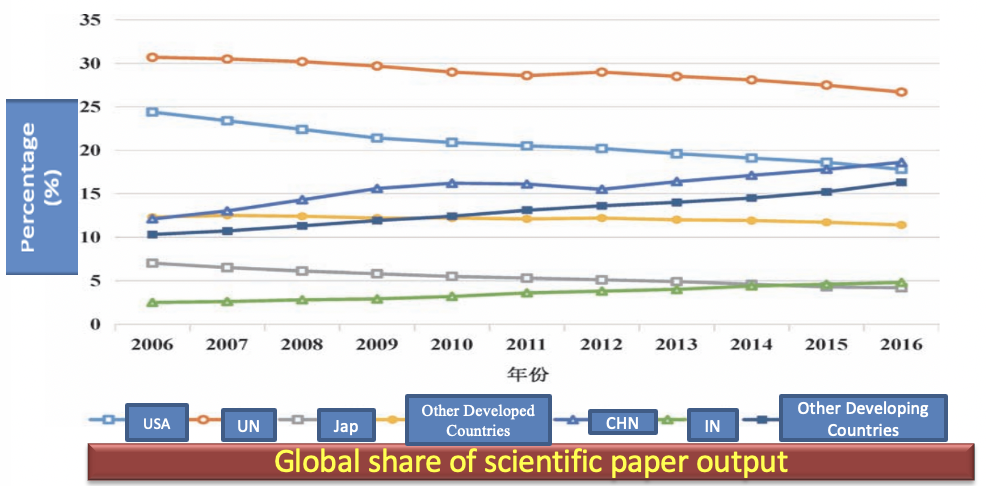 35
30
25
20
15
10
5
0
Percentage
(%)
2006 2007 2008 2009 2010 2011 2012 2013 2014 2015 2016
年份
USA UN Jap Other Developed Countries CHN IN Other Developing Countries
Global share of scientific paper output